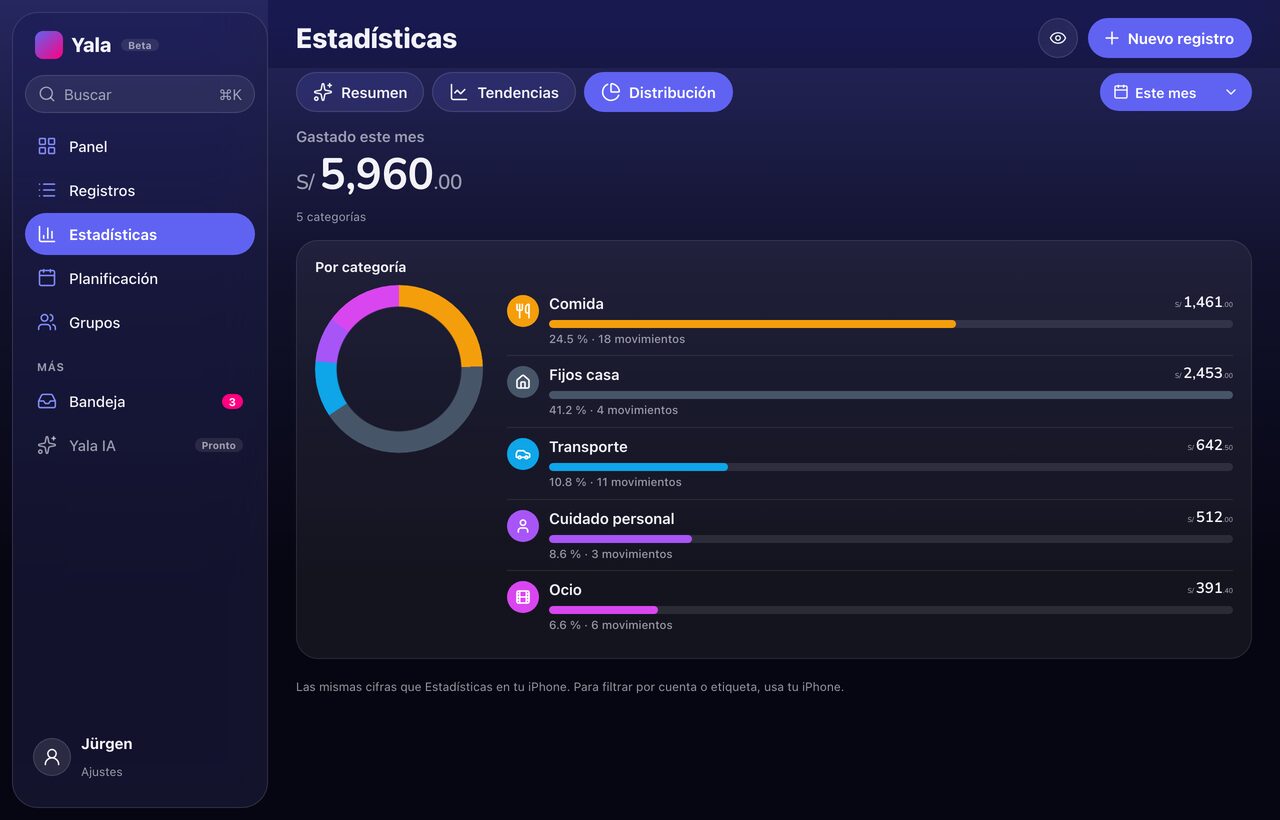 Yala Beta
Buscar ⌘K
Panel
Registros
Estadísticas
Planificación
Grupos
MÁS
Bandeja 3
Yala IA Pronto
Jürgen
Ajustes
Estadísticas
Nuevo registro
Resumen Tendencias Distribución Este mes
Gastado este mes
S/ 5,960.00
5 categorías
Por categoría
Comida S/ 1,461.00
24.5 % · 18 movimientos
Fijos casa S/ 2,453.00
41.2 % · 4 movimientos
Transporte S/ 642.50
10.8 % · 11 movimientos
Cuidado personal S/ 512.00
8.6 % · 3 movimientos
Ocio S/ 391.40
6.6 % · 6 movimientos
Las mismas cifras que Estadísticas en tu iPhone. Para filtrar por cuenta o etiqueta, usa tu iPhone.